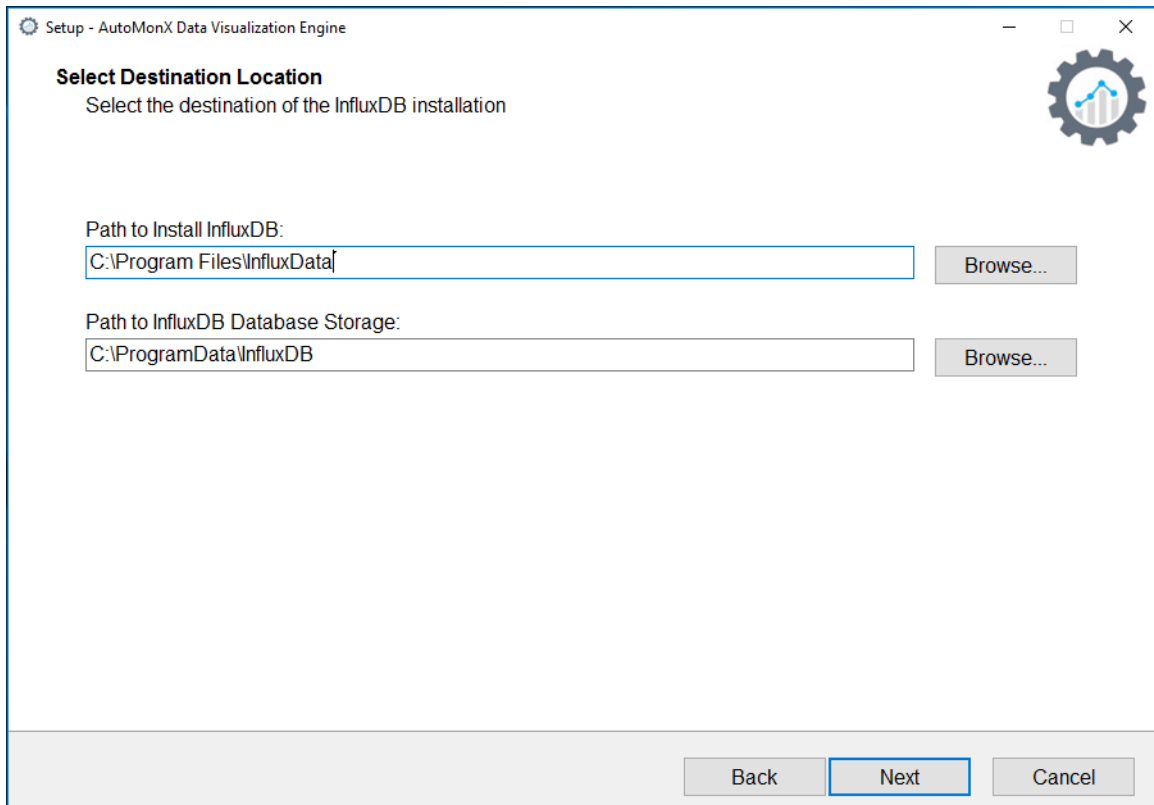 Setup - AutoMonX Data Visualization Engine
Select Destination Location
Select the destination of the InfluxDB installation
Path to Install InfluxDB:
C:\Program Files\InfluxData
Browse...
Path to InfluxDB Database Storage:
C:\ProgramData\InfluxDB
Browse...
Back Next Cancel